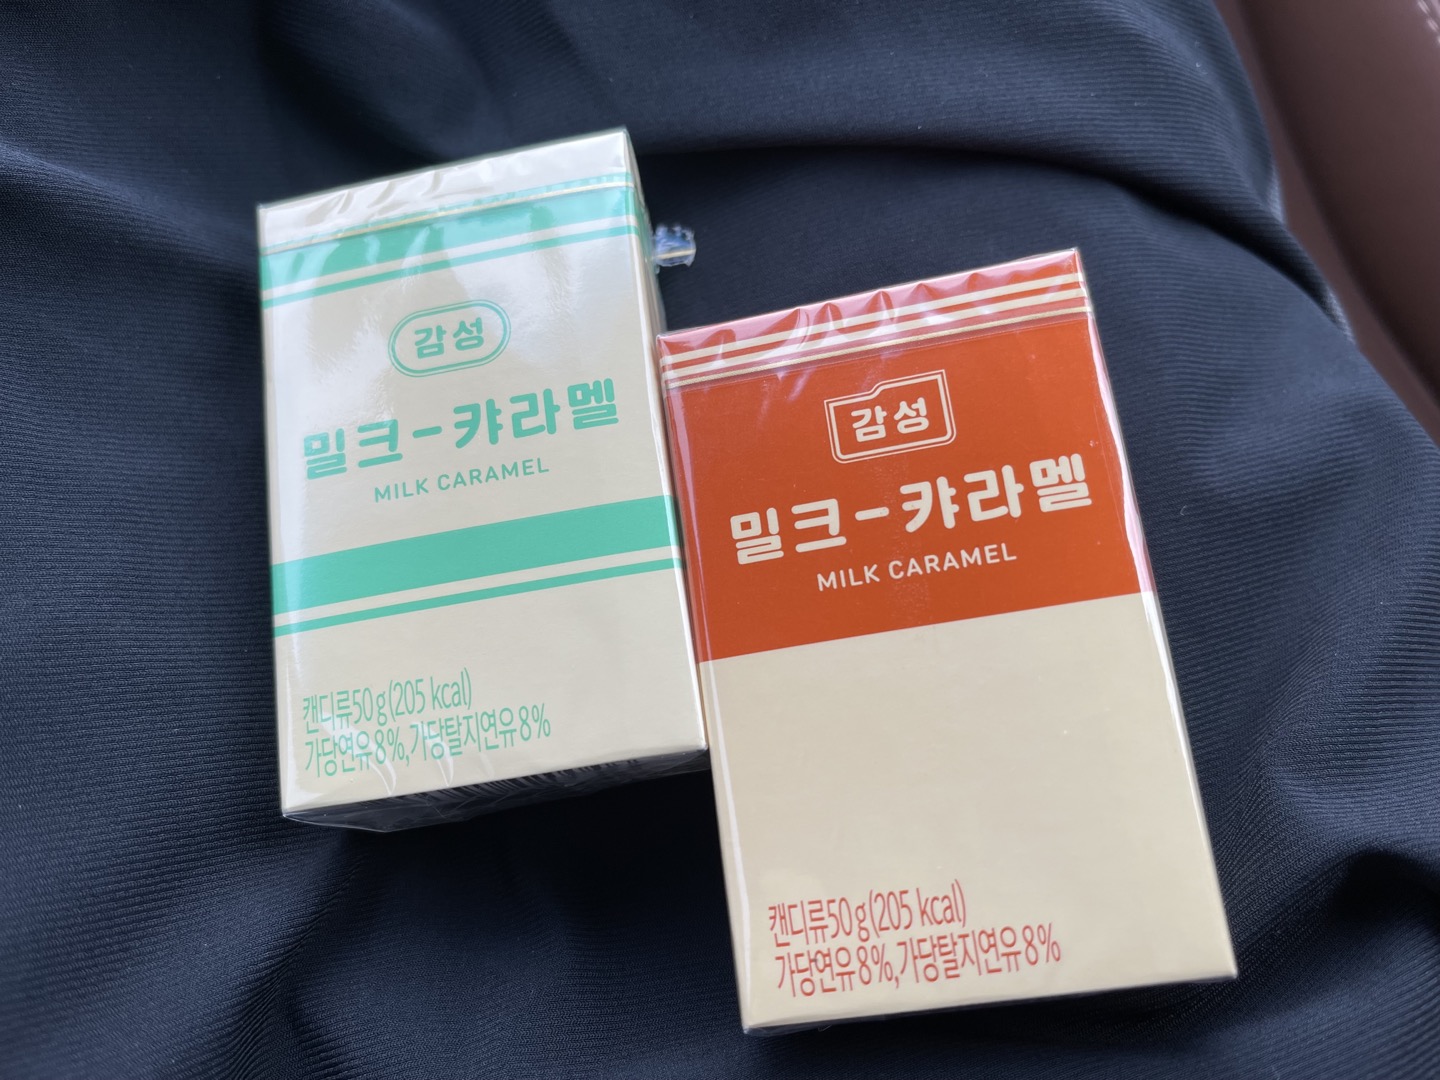 감성
밀크-캬라멜
MILK CARAMEL
캔디류50g(205 kcal)
가당연유8%,가당탈지연유8%
감성
밀크-캬라멜
MILK CARAMEL
캔디류50g(205 kcal)
가당연유8%,가당탈지연유8%